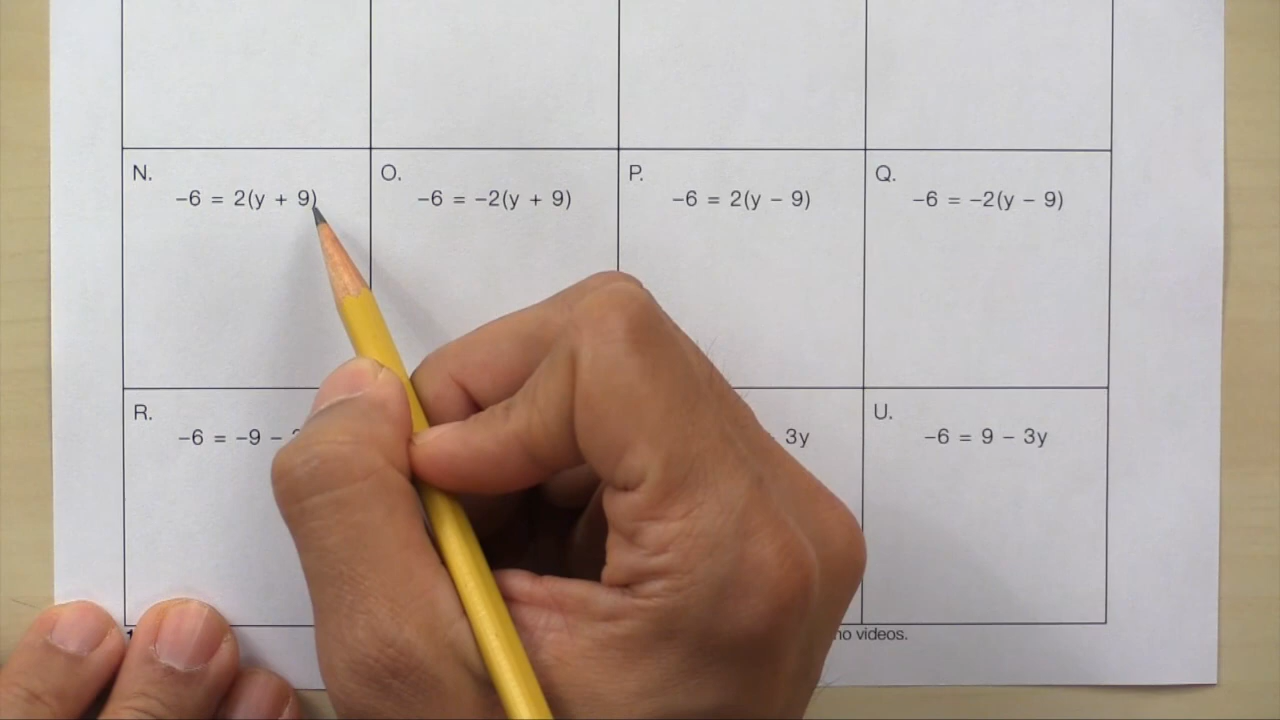 N.
−6 = 2(y + 9)
O.
−6 = −2(y + 9)
P.
−6 = 2(y − 9)
Q.
−6 = −2(y − 9)
R.
−6 = −9 −
3y
U.
−6 = 9 − 3y
videos.